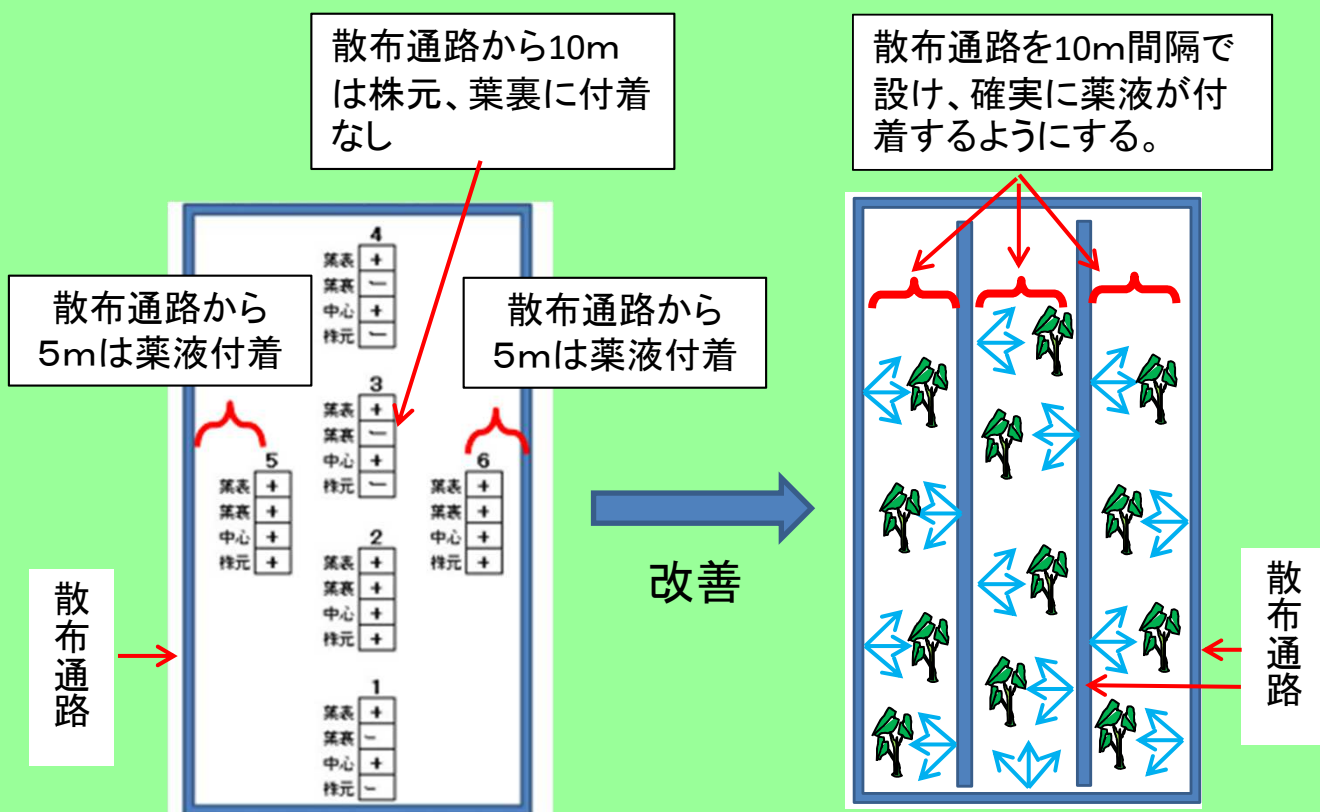 散布通路から10m
は株元、葉裏に付着
なし
散布通路を10m間隔で
設け、確実に薬液が付
着するようにする。
散布通路から
5mは薬液付着
散布通路から
5mは薬液付着
4
葉表 +
葉裏 −
中心 +
株元 −
3
葉表 +
葉裏 −
中心 +
株元 −
5
葉表 +
葉裏 +
中心 +
株元 +
6
葉表 +
葉裏 +
中心 +
株元 +
2
葉表 +
葉裏 +
中心 +
株元 +
1
葉表 +
葉裏 −
中心 +
株元 −
散布通路
改善
散布通路